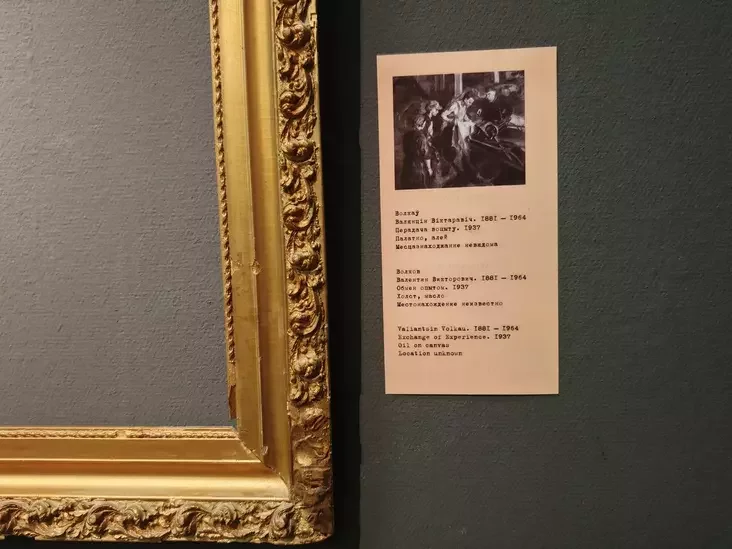 Волкаў
Валянцін Віктаравіч. 1881 — 1964
Перадача вопыту. 1937
Палатно, алей
Месцазнаходжанне невядома
Волков
Валентин Викторович. 1881 — 1964
Обмен опытом. 1937
Холст, масло
Местонахождение неизвестно
Valiantsin Volkau. 1881 — 1964
Exchange of Experience. 1937
Oil on canvas
Location unknown